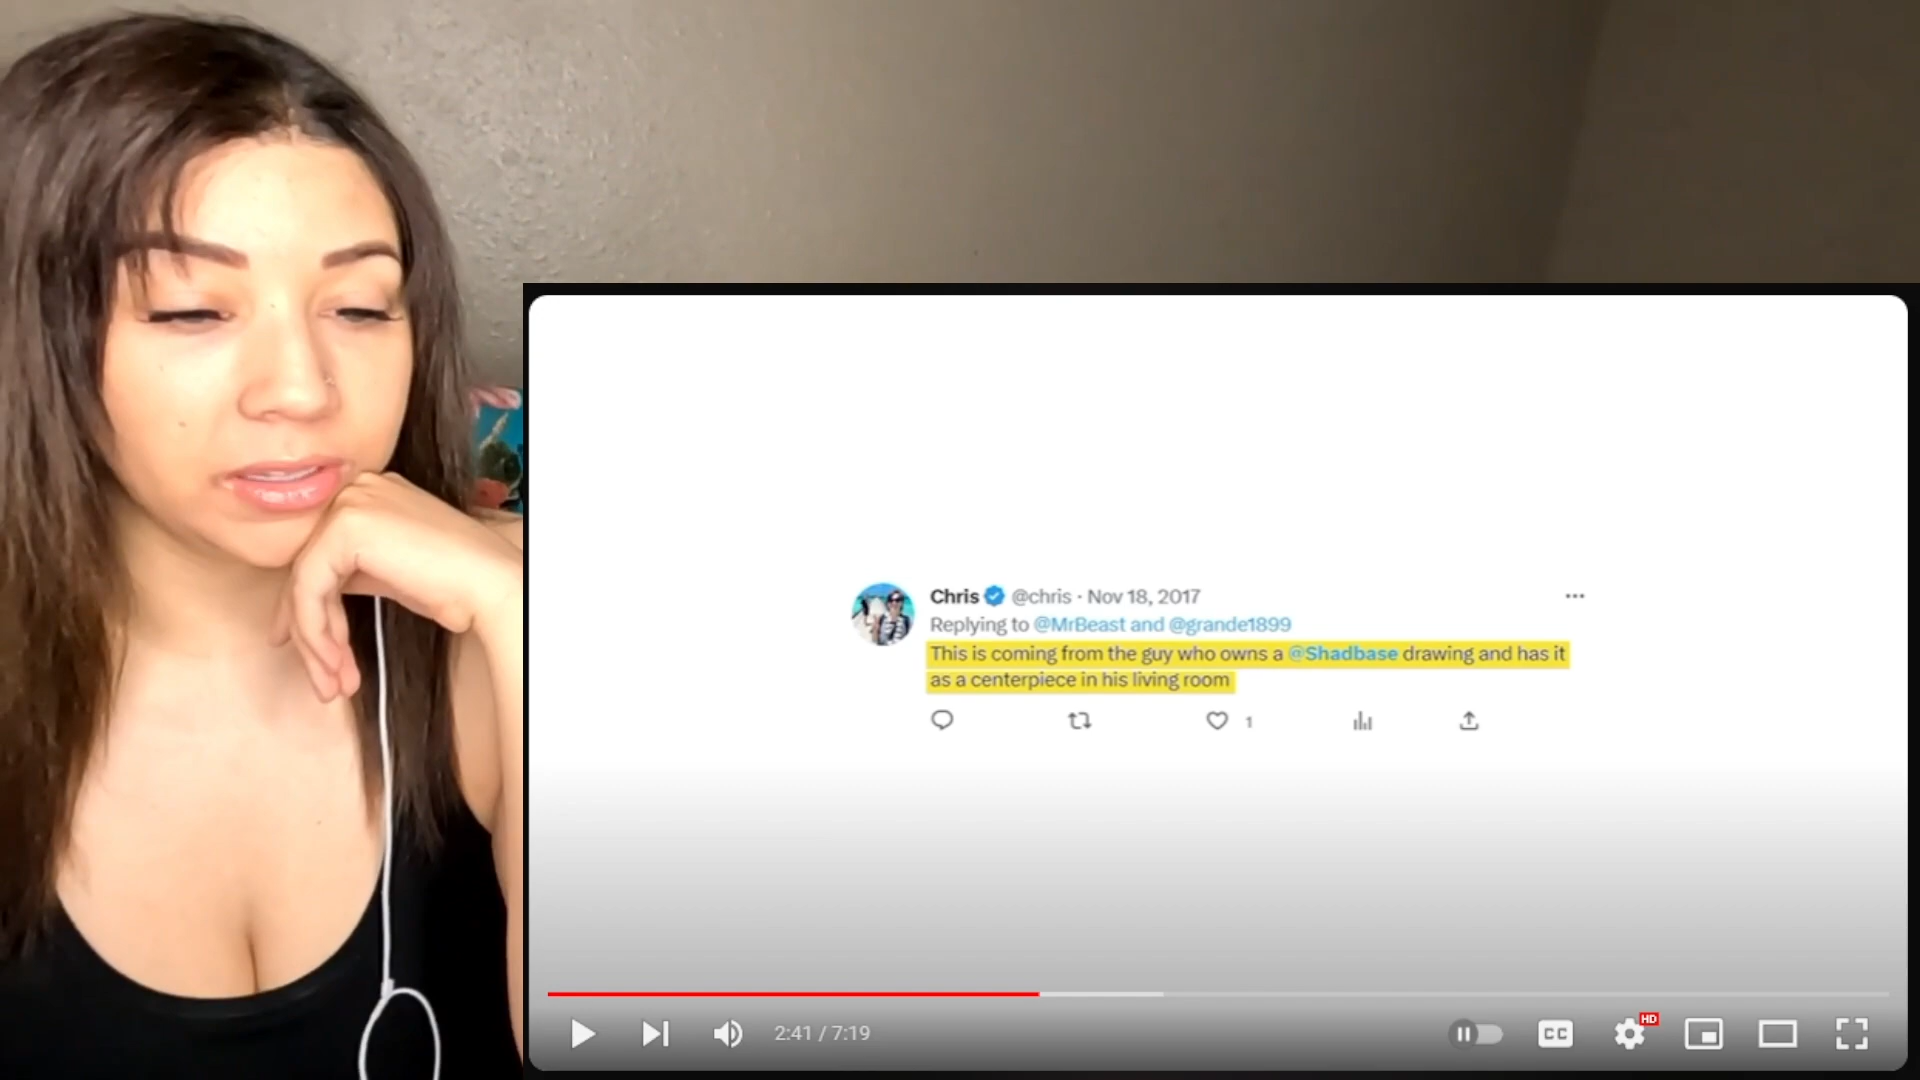 Chris @chris · Nov 18, 2017
Replying to @MrBeast and @grande1899
This is coming from the guy who owns a @Shadbase drawing and has it
as a centerpiece in his living room
1
2:41 / 7:19
CC
HD